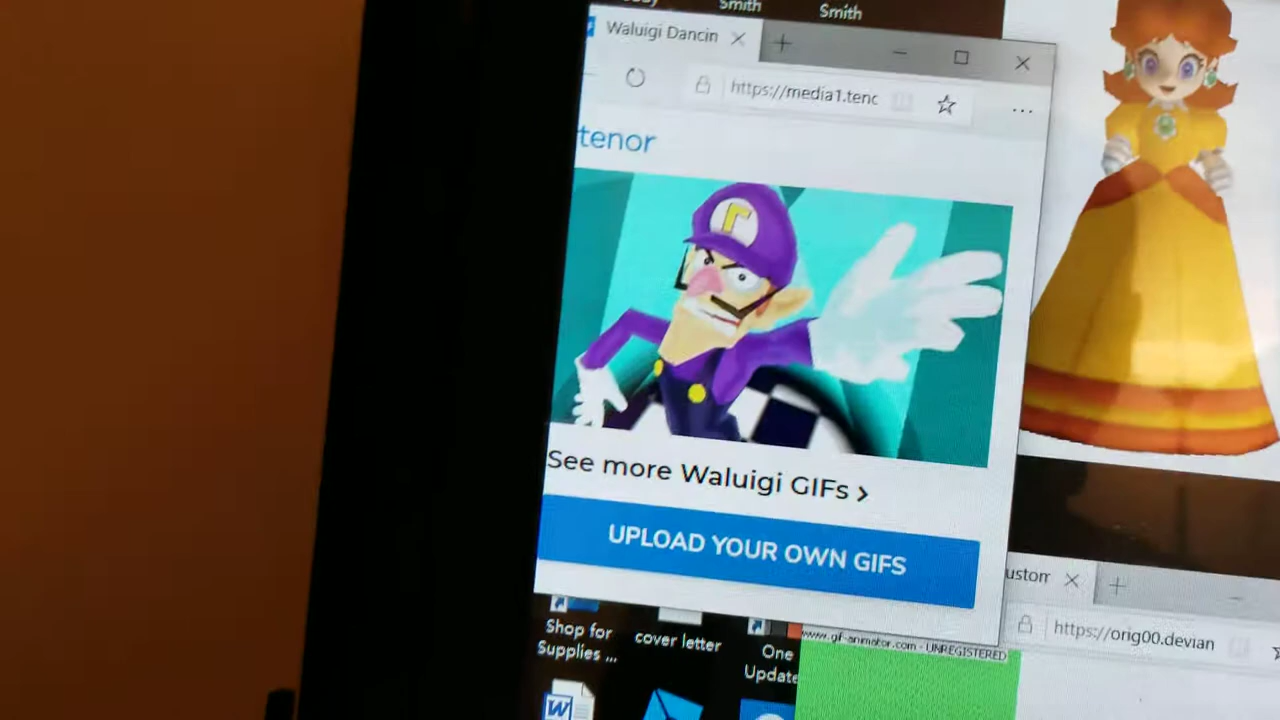 Smith
Smith
Waluigi Dancin
https://media1.tenc
tenor
See more Waluigi GIFs >
UPLOAD YOUR OWN GIFS
ustom
https://orig00.devian
www.gif-animator.com - UNREGISTERED
Shop for
Supplies ...
cover letter
One
Update
W